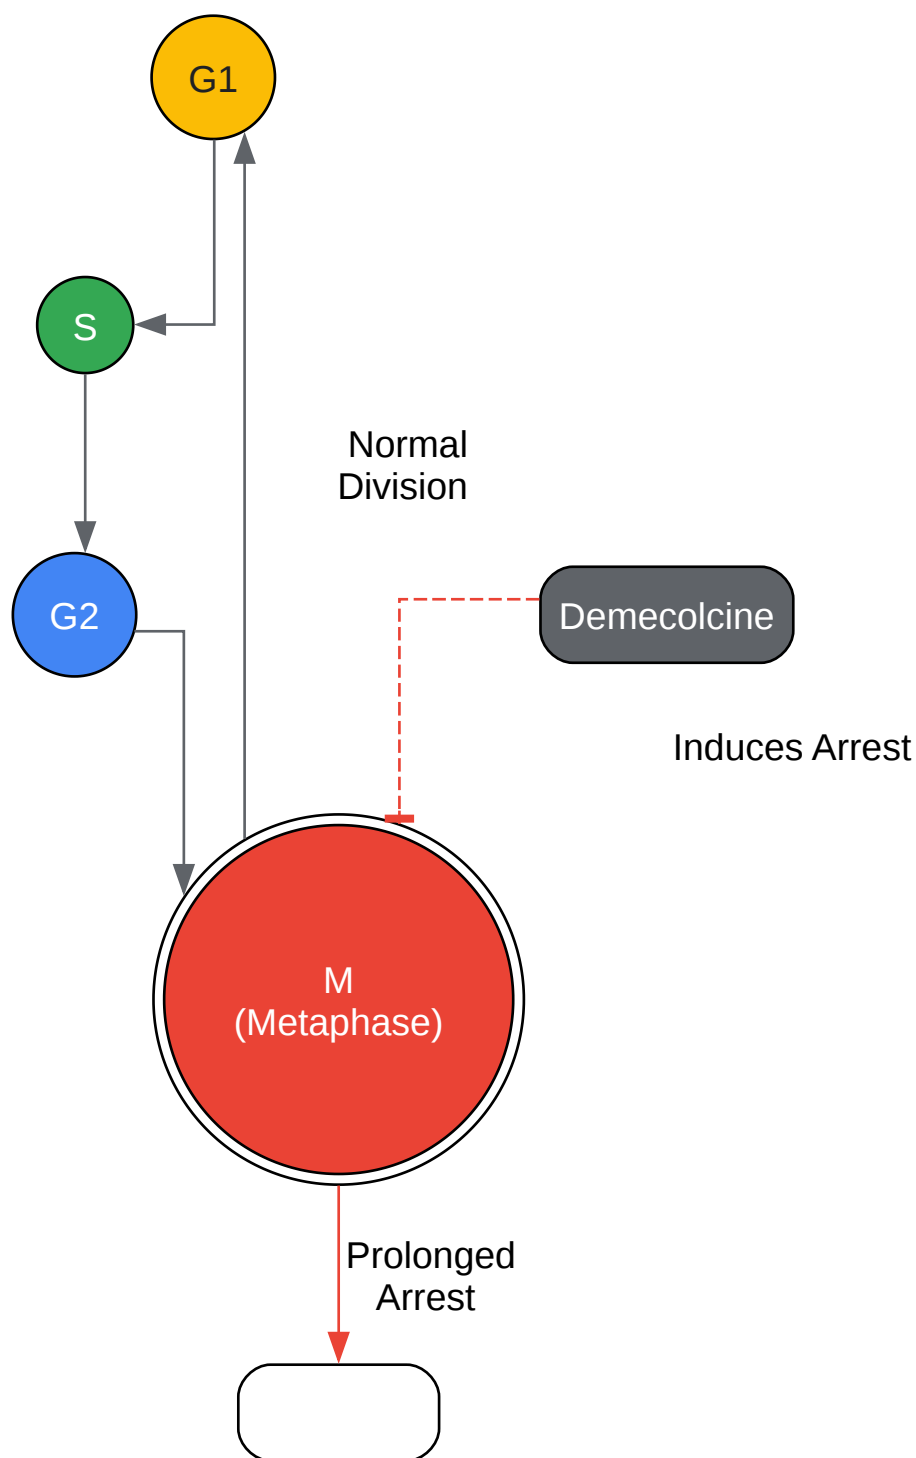 G1
S
Normal
Division
G2
Demecolcine
Induces Arrest
M
(Metaphase)
Prolonged
Arrest